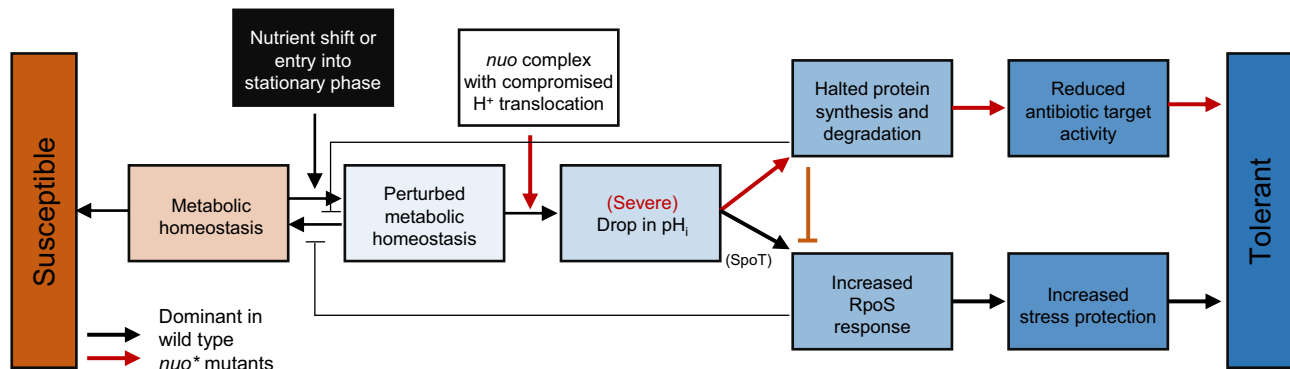 Susceptible
Nutrient shift or
entry into
stationary phase
nuo complex
with compromised
H⁺ translocation
Metabolic
homeostasis
Perturbed
metabolic
homeostasis
(Severe)
Drop in pHᵢ
(SpoT)
Halted protein
synthesis and
degradation
Reduced
antibiotic target
activity
Increased
RpoS
response
Increased
stress protection
Tolerant
Dominant in
wild type
nuo* mutants